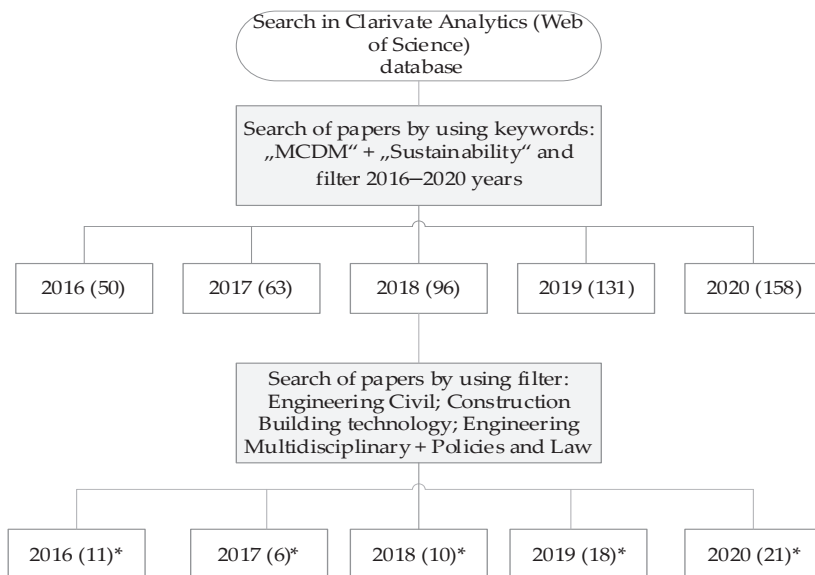 Search in Clarivate Analytics (Web
of Science)
database
Search of papers by using keywords:
„MCDM“ + „Sustainability“ and
filter 2016–2020 years
2016 (50)
2017 (63)
2018 (96)
2019 (131)
2020 (158)
Search of papers by using filter:
Engineering Civil; Construction
Building technology; Engineering
Multidisciplinary + Policies and Law
2016 (11)*
2017 (6)*
2018 (10)*
2019 (18)*
2020 (21)*